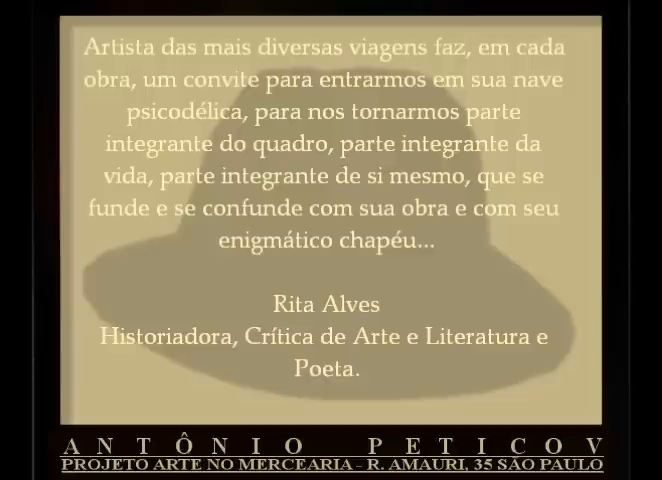 Artista das mais diversas viagens faz, em cada
obra, um convite para entrarmos em sua nave
psicodélica, para nos tornarmos parte
integrante do quadro, parte integrante da
vida, parte integrante de si mesmo, que se
funde e se confunde com sua obra e com seu
enigmático chapéu...
Rita Alves
Historiadora, Crítica de Arte e Literatura e
Poeta.
ANTÔNIO PETICOV
PROJETO ARTE NO MERCEARIA - R. AMAURI, 35 SÃO PAULO